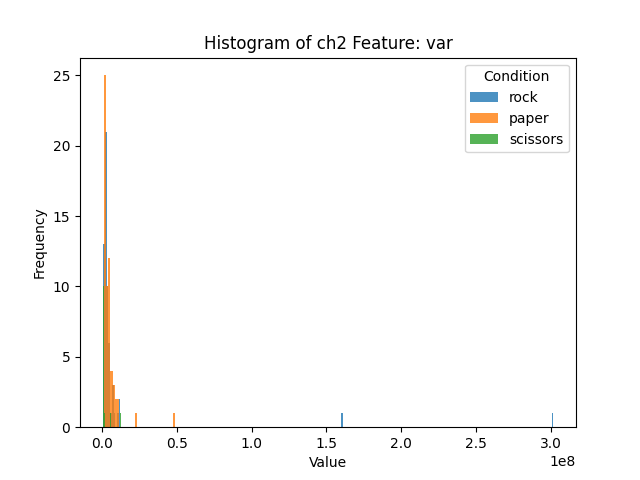 Histogram of ch2 Feature: var
Condition
rock
paper
scissors
Frequency
25
20
15
10
5
0
0.0 0.5 1.0 1.5 2.0 2.5 3.0
1e8
Value